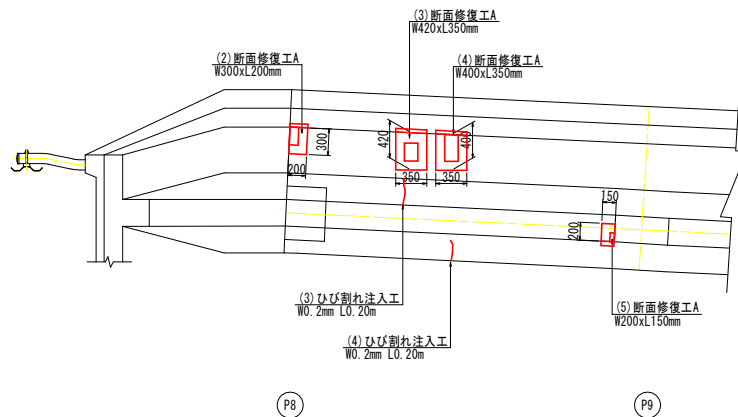 (3)断面修復工A
W420xL350mm
(2)断面修復工A
W300xL200mm
(4)断面修復工A
W400xL350mm
420
400
300
200
350
350
150
200
(3)ひび割れ注入工
W0.2mm L0.20m
(5)断面修復工A
W200xL150mm
(4)ひび割れ注入工
W0.2mm L0.20m
P8
P9